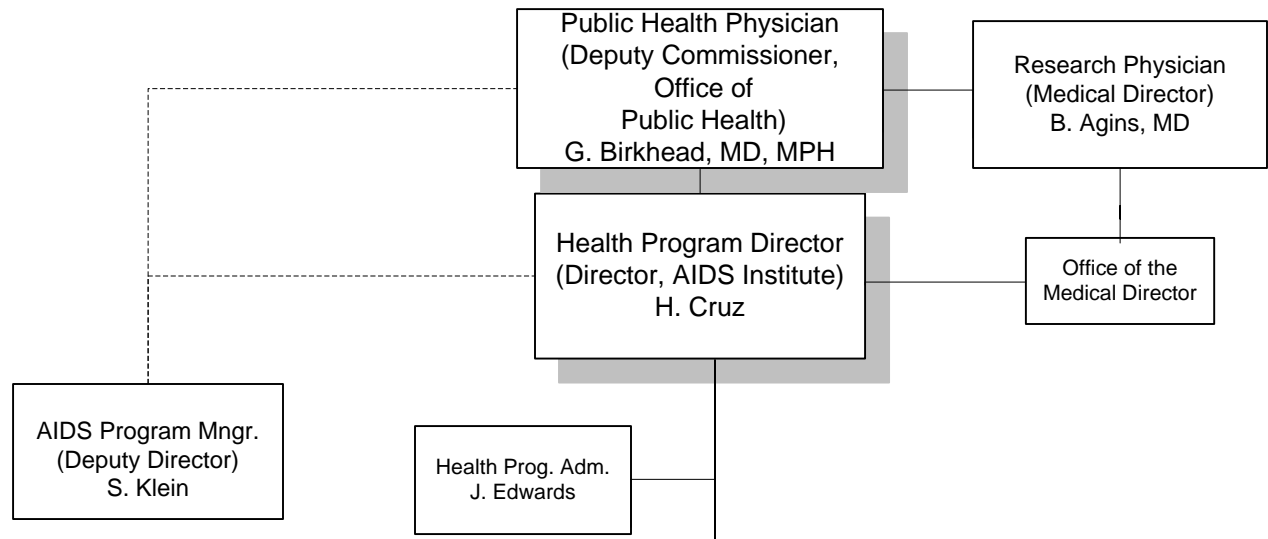 Public Health Physician
(Deputy Commissioner,
Office of
Public Health)
G. Birkhead, MD, MPH
Research Physician
(Medical Director)
B. Agins, MD
Health Program Director
(Director, AIDS Institute)
H. Cruz
Office of the
Medical Director
AIDS Program Mngr.
(Deputy Director)
S. Klein
Health Prog. Adm.
J. Edwards